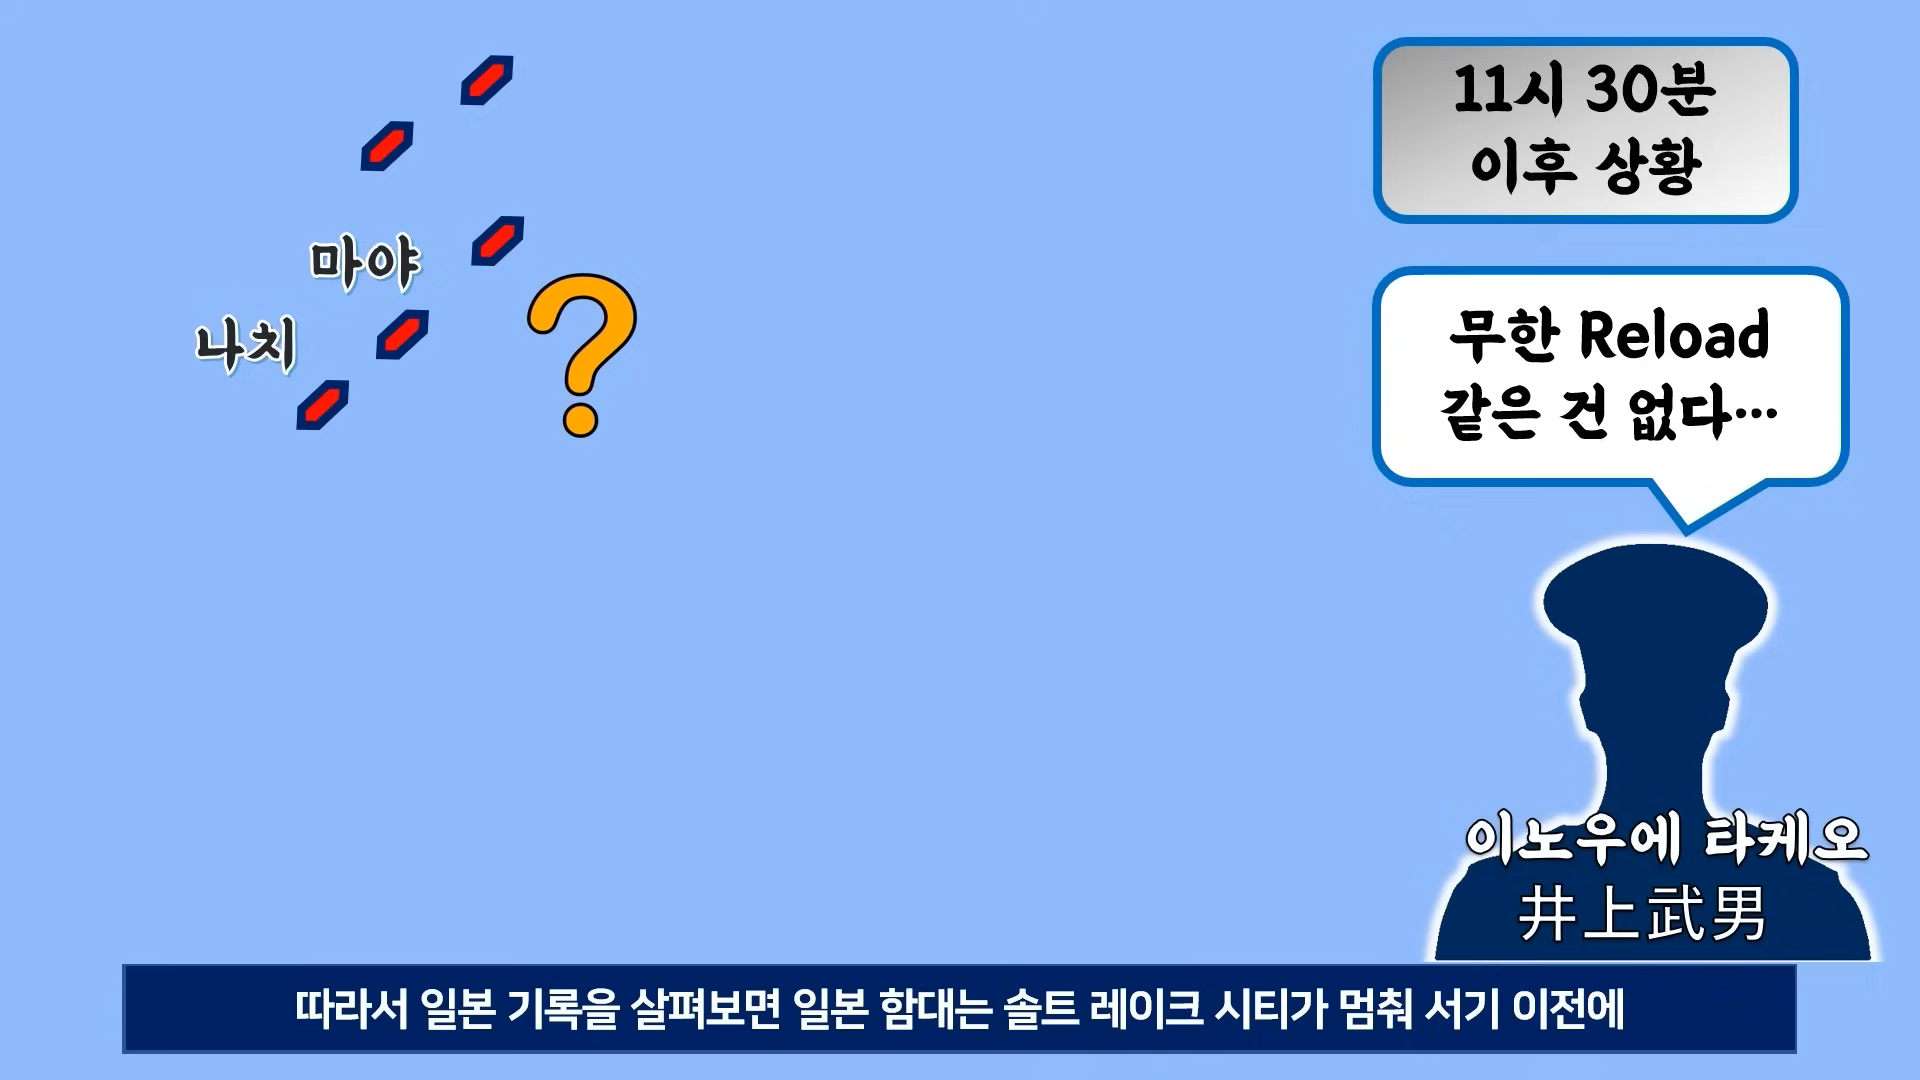 11시 30분
이후 상황
무한 Reload
같은 건 없다…
마야
나치
?
이노우에 타케오
井上武男
따라서 일본 기록을 살펴보면 일본 함대는 솔트 레이크 시티가 멈춰 서기 이전에